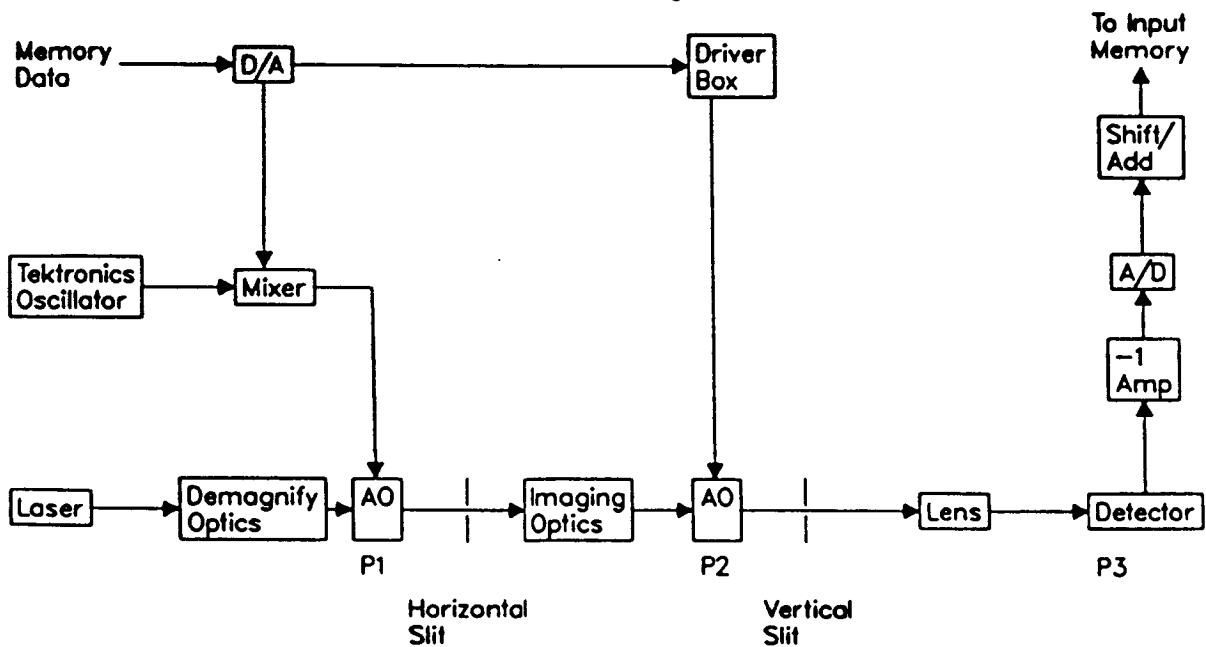 Memory
Data
D/A
Driver
Box
To Input
Memory
Shift/
Add
A/D
-1
Amp
Tektronics
Oscillator
Mixer
Laser
Demagnify
Optics
AO
P1
Horizontal
Slit
Imaging
Optics
AO
P2
Vertical
Slit
Lens
Detector
P3